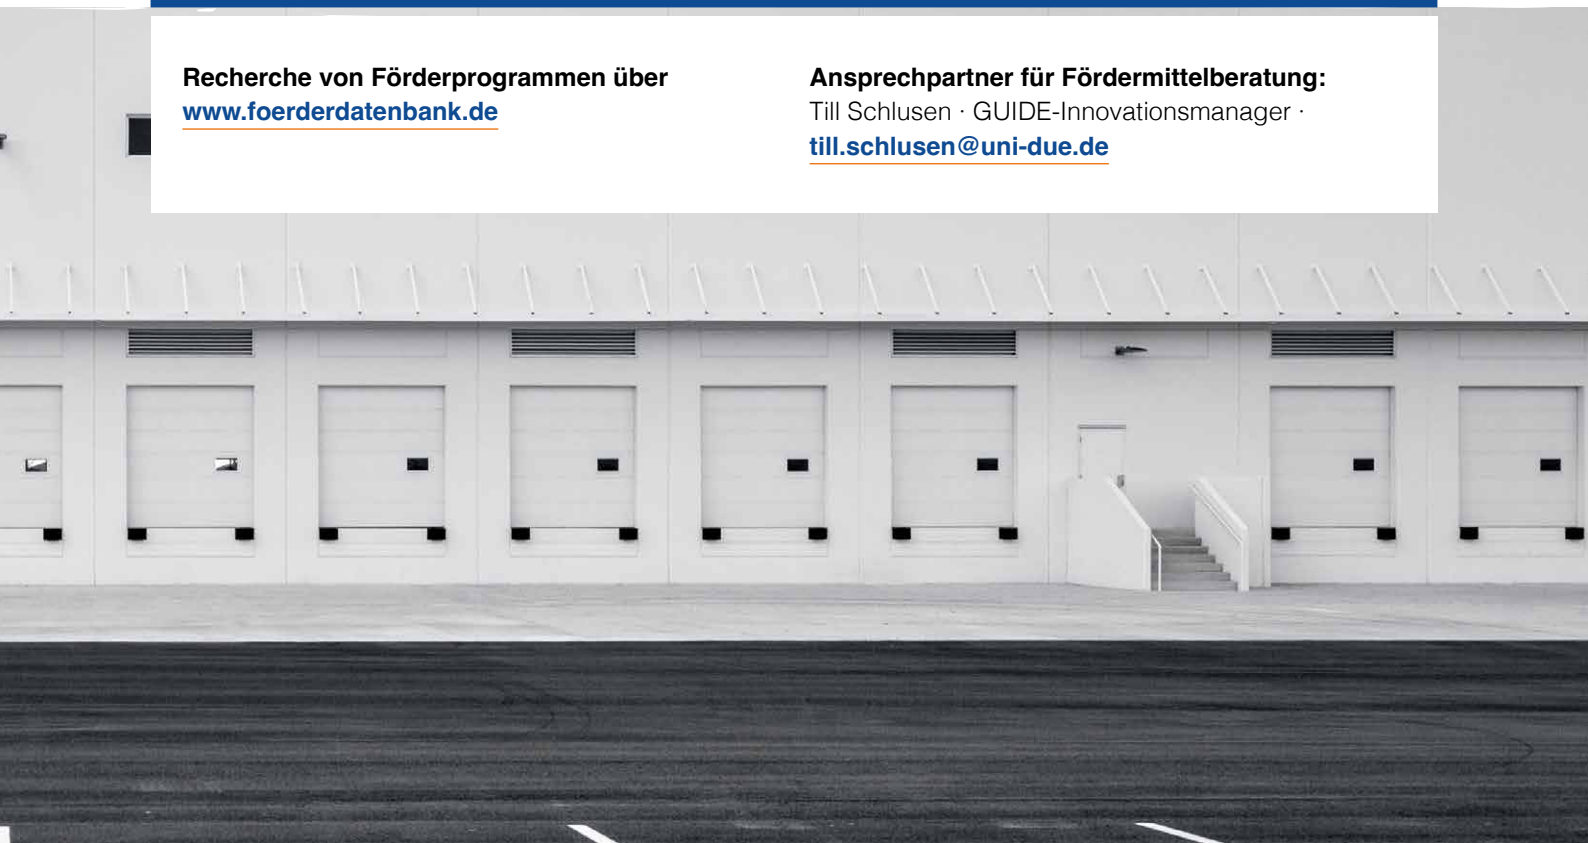 Recherche von Förderprogrammen über
www.foerderdatenbank.de
Ansprechpartner für Fördermittelberatung:
Till Schlusen · GUIDE-Innovationsmanager ·
till.schlusen@uni-due.de